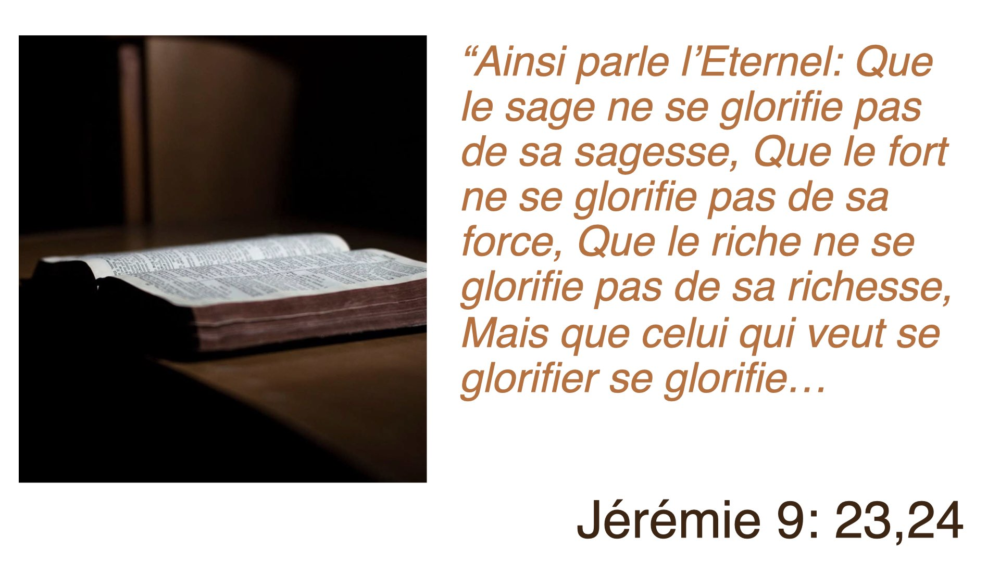 “Ainsi parle l’Eternel: Que
le sage ne se glorifie pas
de sa sagesse, Que le fort
ne se glorifie pas de sa
force, Que le riche ne se
glorifie pas de sa richesse,
Mais que celui qui veut se
glorifier se glorifie…
Jérémie 9: 23,24